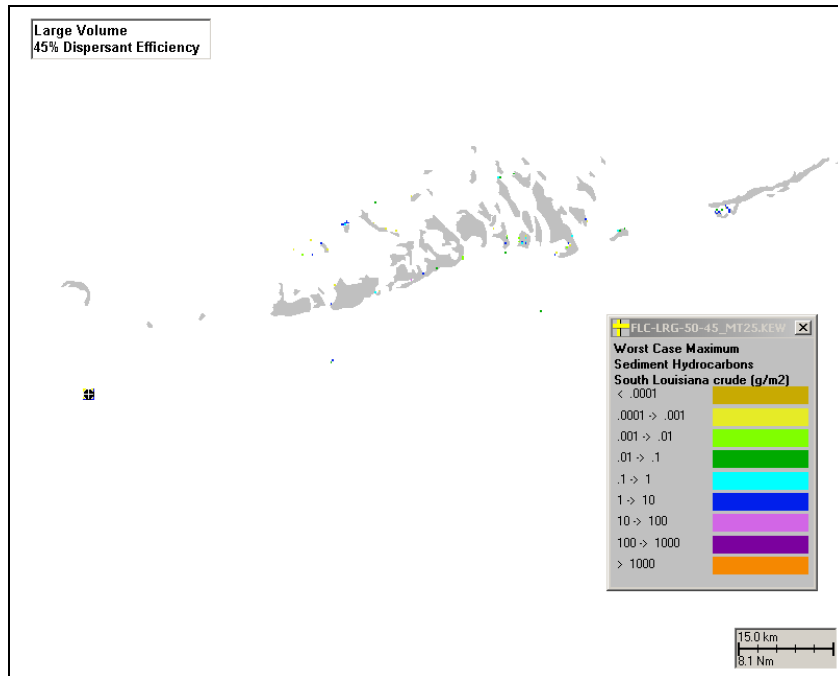 Large Volume
45% Dispersant Efficiency
FLC-LRG-50-45_MT25.KEW
Worst Case Maximum
Sediment Hydrocarbons
South Louisiana crude (g/m2)
< .0001
.0001 -> .001
.001 -> .01
.01 -> .1
.1 -> 1
1 -> 10
10 -> 100
100 -> 1000
> 1000
15.0 km
8.1 Nm